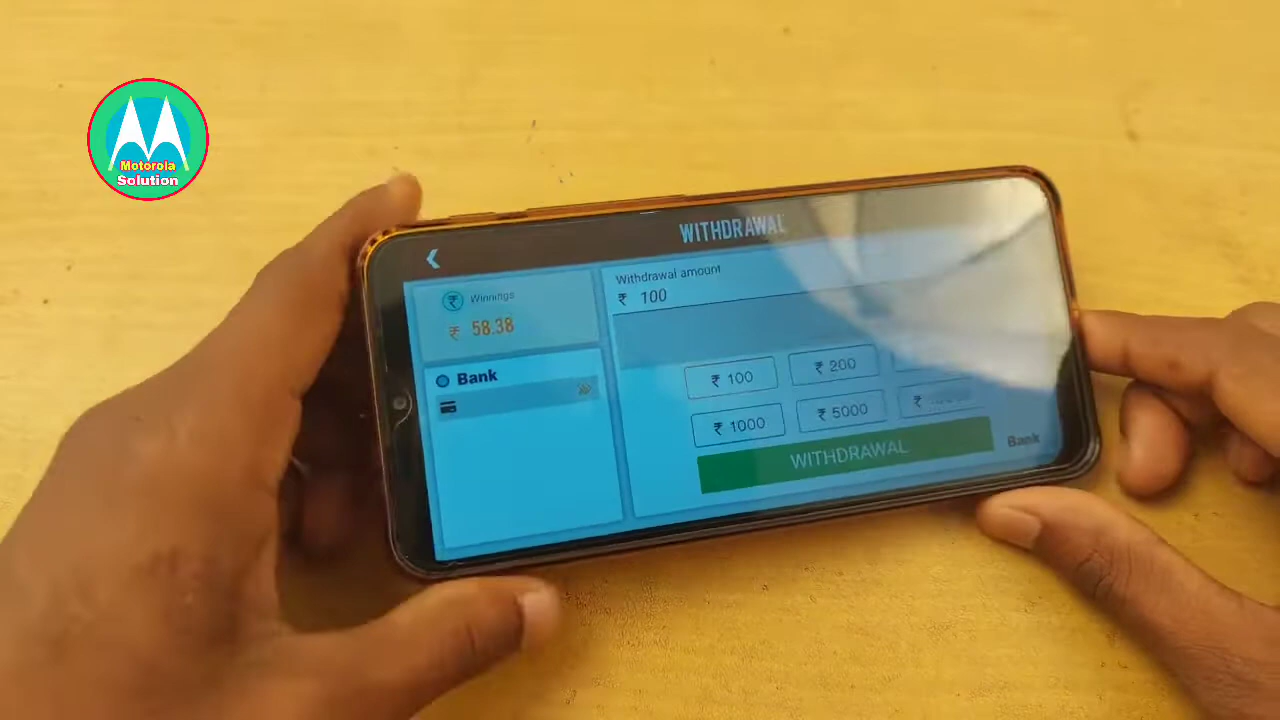 Motorola
Solution
WITHDRAWAL
Winnings
₹ 58.38
Bank
Withdrawal amount
₹ 100
₹ 100
₹ 200
₹ 1000
₹ 5000
₹
WITHDRAWAL
Bank